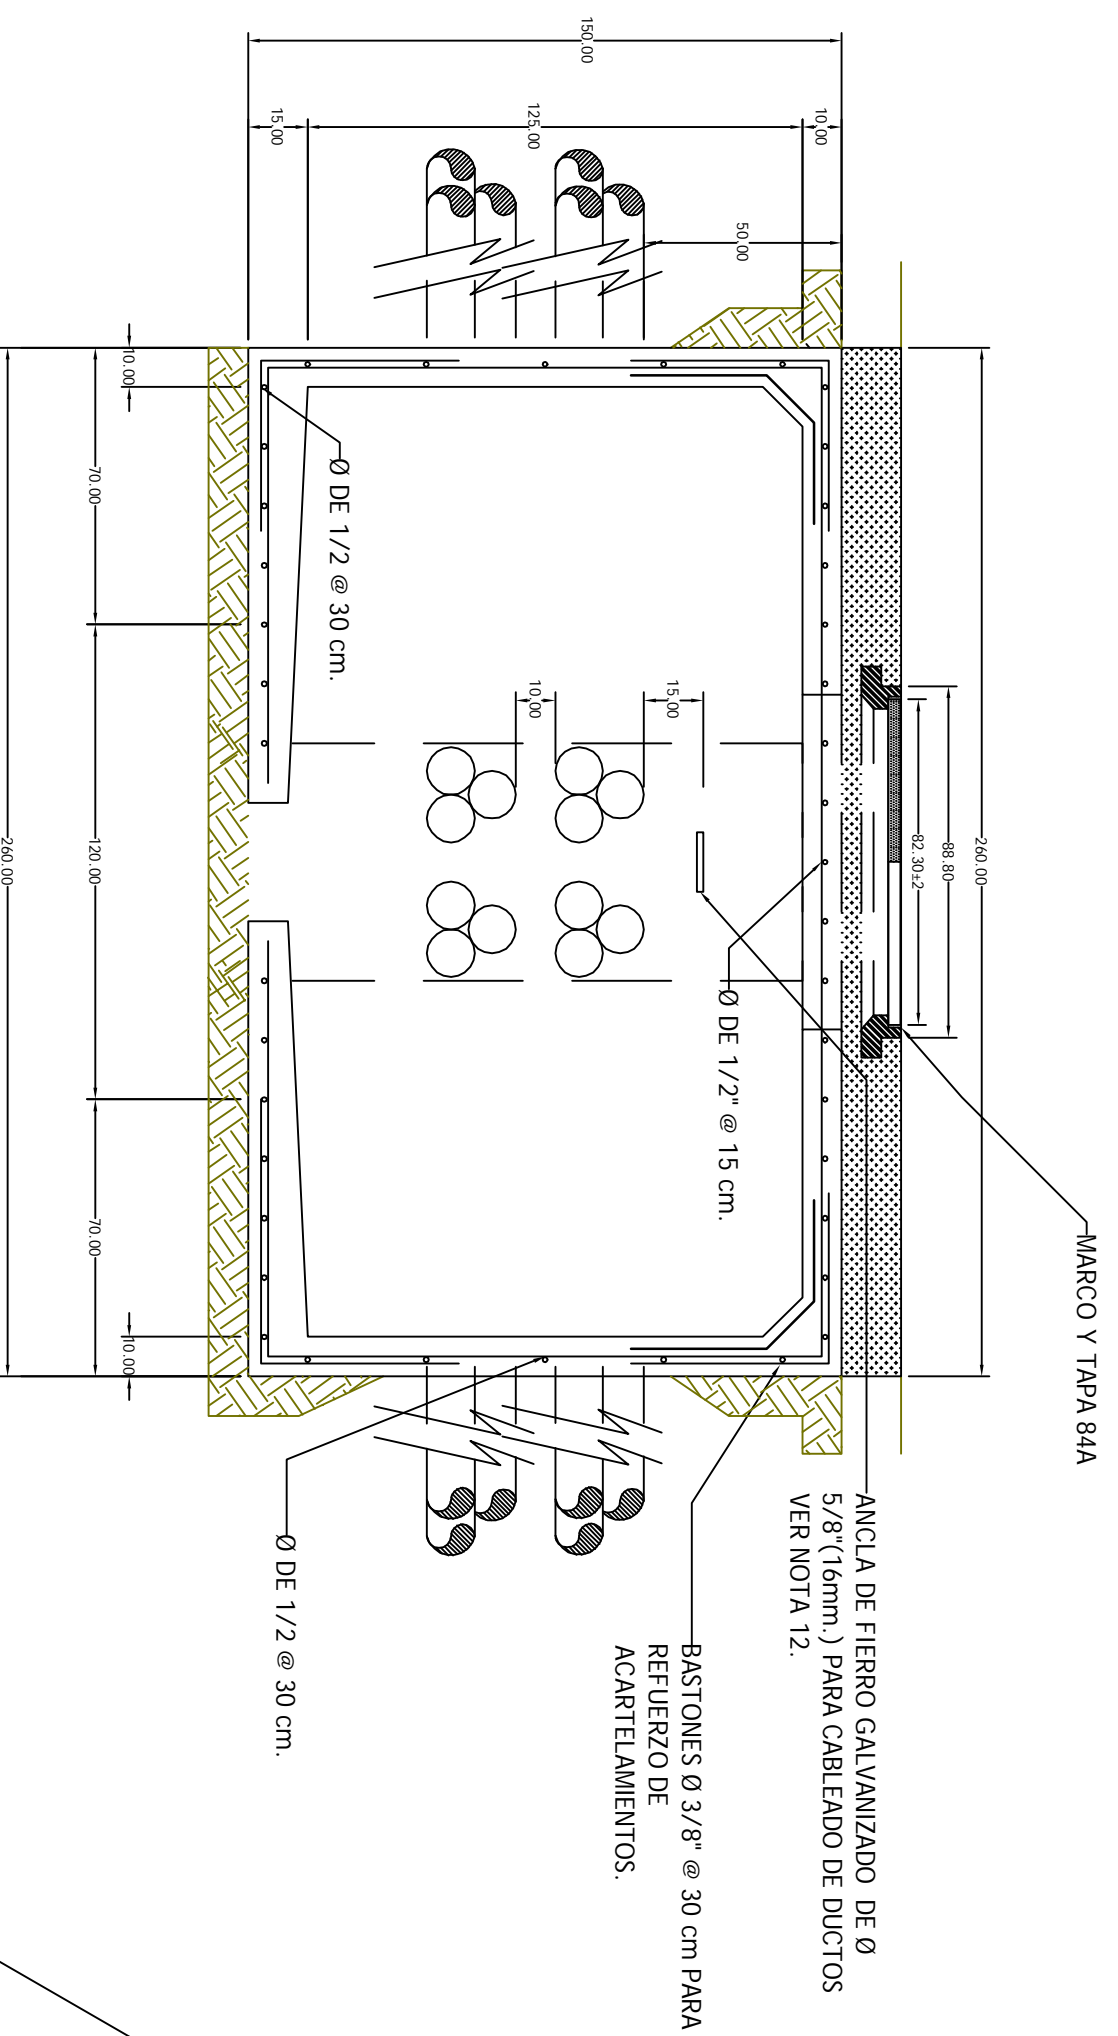 MARCO Y TAPA 84A
260.00
88.80
82.30±2
ANCLA DE FIERRO GALVANIZADO DE Ø
5/8"(16mm.) PARA CABLEADO DE DUCTOS
VER NOTA 12.
150.00
10.00
125.00
15.00
50.00
15.00
10.00
Ø DE 1/2" @ 15 cm.
BASTONES Ø 3/8" @ 30 cm PARA
REFUERZO DE
ACARTELAMIENTOS.
Ø DE 1/2 @ 30 cm.
Ø DE 1/2 @ 30 cm.
10.00
10.00
70.00
120.00
70.00
260.00